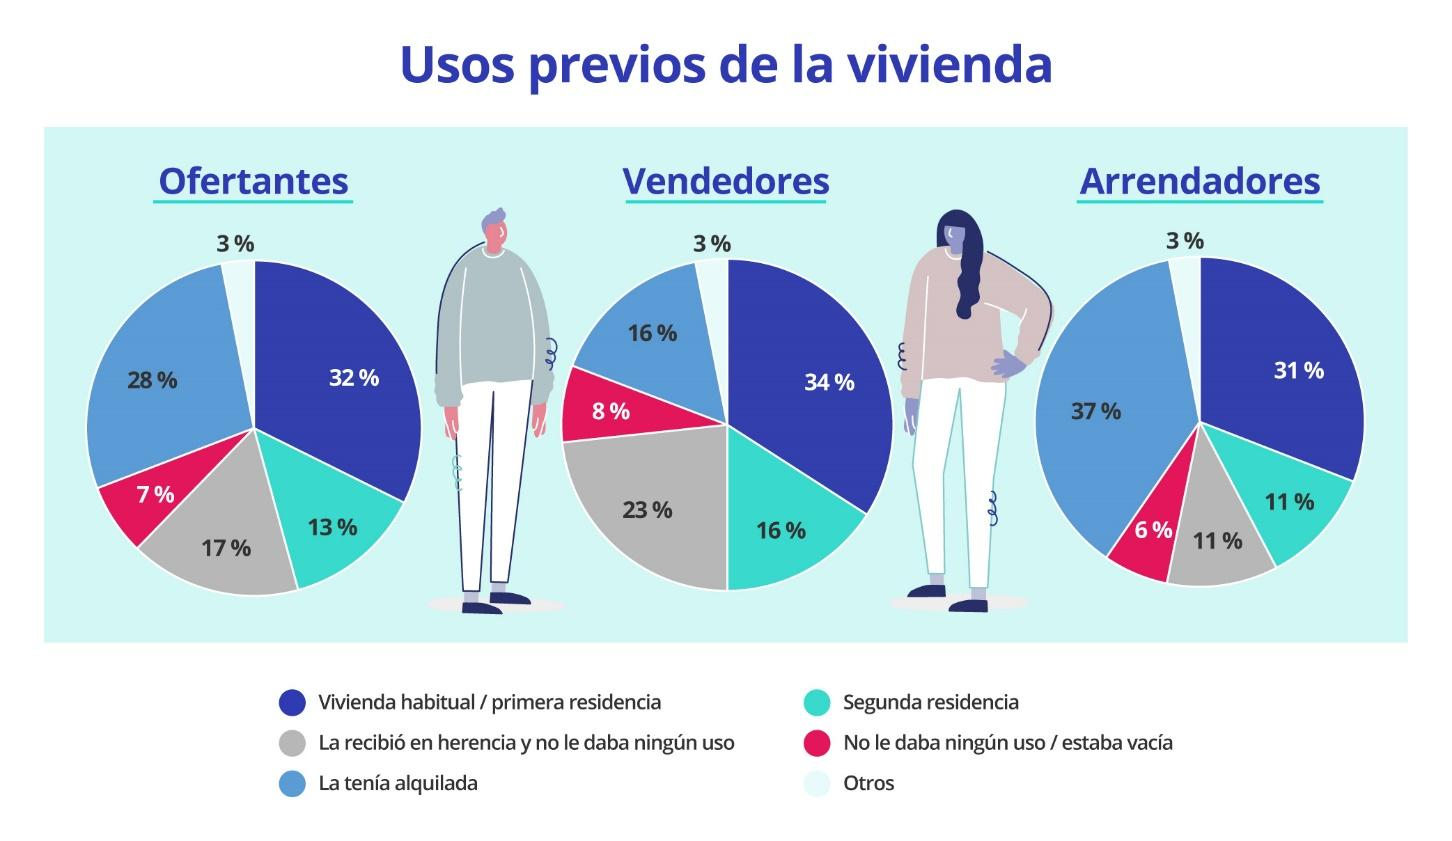 Usos previos de la vivienda
Ofertantes
3 %
32 %
13 %
17 %
7 %
28 %
Vendedores
3 %
34 %
16 %
23 %
8 %
16 %
Arrendadores
3 %
31 %
11 %
11 %
6 %
37 %
Vivienda habitual / primera residencia
Segunda residencia
La recibió en herencia y no le daba ningún uso
No le daba ningún uso / estaba vacía
La tenía alquilada
Otros